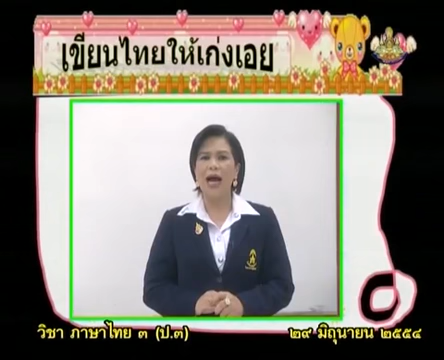 เขียนไทยให้เก่งเอย
วิชา ภาษาไทย ๓ (ป.๓)
๒๙ มิถุนายน ๒๕๕๔